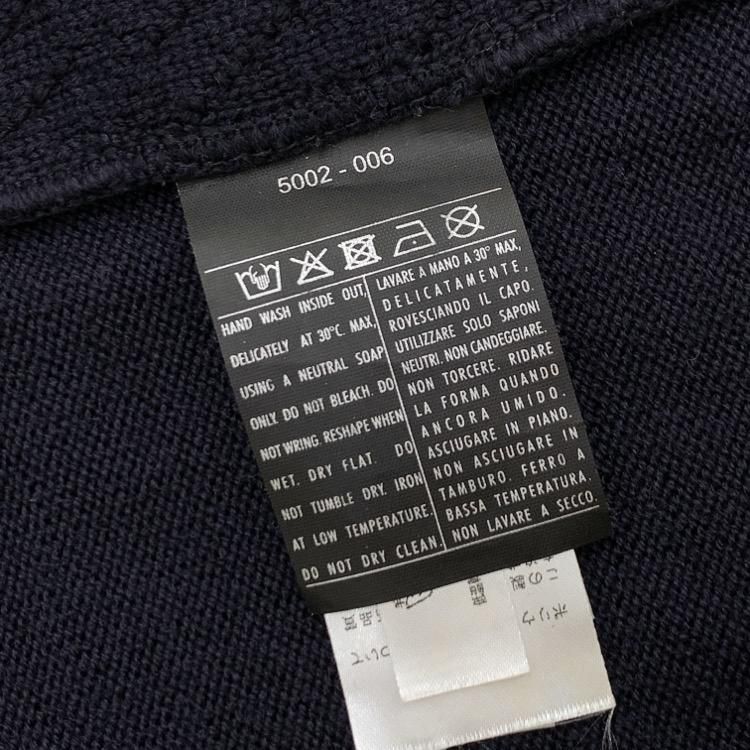 5002 - 006
HAND WASH INSIDE OUT,
DELICATELY AT 30°C MAX,
USING A NEUTRAL SOAP
ONLY. DO NOT BLEACH. DO
NOT WRING. RESHAPE WHEN
WET. DRY FLAT. DO
NOT TUMBLE DRY. IRON
AT LOW TEMPERATURE.
DO NOT DRY CLEAN.
LAVARE A MANO A 30° MAX,
DELICATAMENTE,
ROVESCIANDO IL CAPO.
UTILIZZARE SOLO SAPONI
NEUTRI. NON CANDEGGIARE.
NON TORCERE. RIDARE
LA FORMA QUANDO
ANCORA UMIDO.
ASCIUGARE IN PIANO.
NON ASCIUGARE IN
TAMBURO. FERRO A
BASSA TEMPERATURA.
NON LAVARE A SECCO.
この製